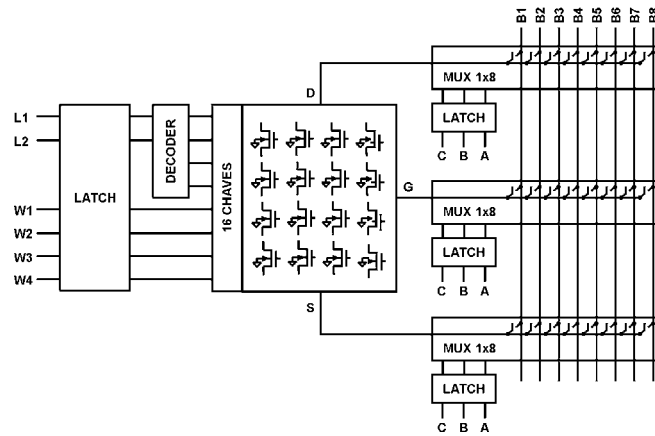 B1 B2 B3 B4 B5 B6 B7 B8
MUX 1x8
D
LATCH
C B A
L1
L2
W1
W2
W3
W4
LATCH
DECODER
16 CHAVES
G
MUX 1x8
LATCH
C B A
S
MUX 1x8
LATCH
C B A